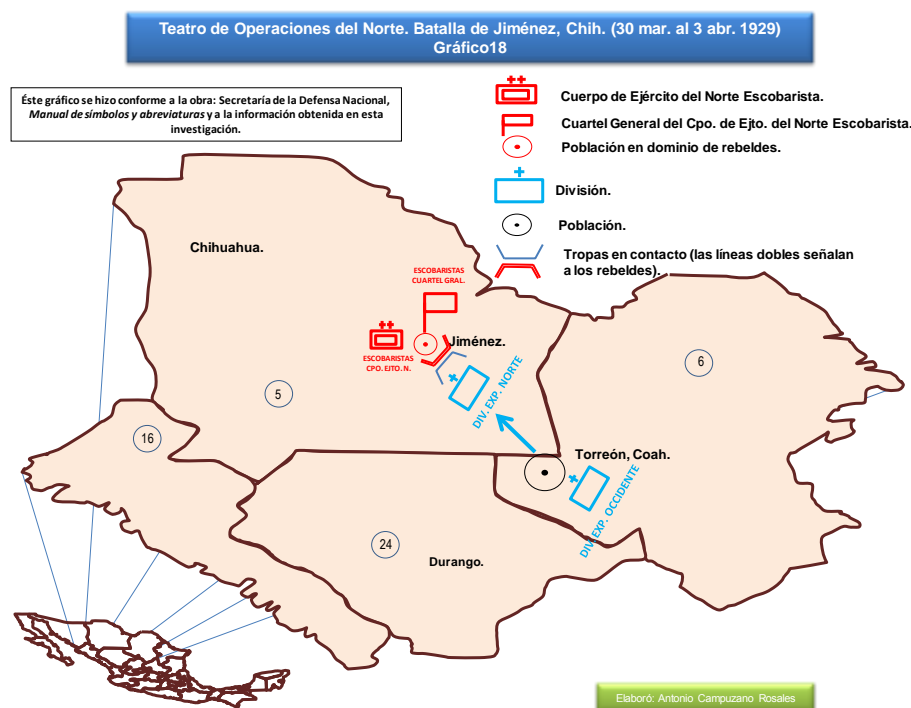 Teatro de Operaciones del Norte. Batalla de Jiménez, Chih. (30 mar. al 3 abr. 1929)
Gráfico18
Éste gráfico se hizo conforme a la obra: Secretaría de la Defensa Nacional,
Manual de símbolos y abreviaturas y a la información obtenida en esta
investigación.
Cuerpo de Ejército del Norte Escobarista.
Cuartel General del Cpo. de Ejto. del Norte Escobarista.
Población en dominio de rebeldes.
División.
Población.
Tropas en contacto (las líneas dobles señalan
a los rebeldes).
Chihuahua.
ESCOBARISTAS
CUARTEL GRAL.
Jiménez.
ESCOBARISTAS
CPO. EJTO. N.
DIV. EXP. NORTE
6
5
16
Torreón, Coah.
DIV. EXP. OCCIDENTE
24
Durango.
Elaboró: Antonio Campuzano Rosales